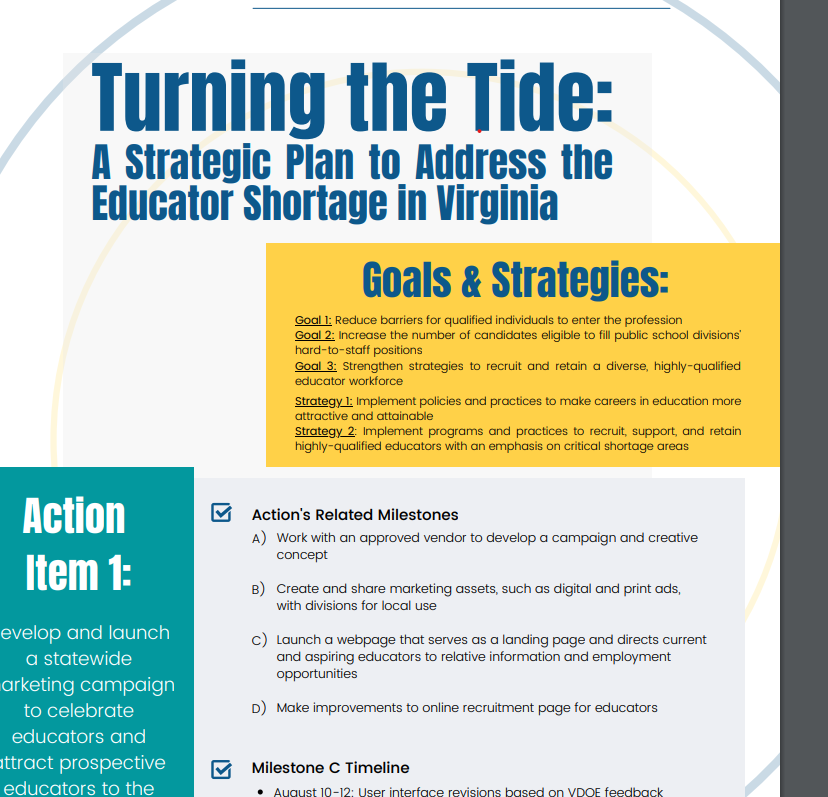 Turning the Tide:
A Strategic Plan to Address the
Educator Shortage in Virginia
Goals & Strategies:
Goal 1: Reduce barriers for qualified individuals to enter the profession
Goal 2: Increase the number of candidates eligible to fill public school divisions'
hard-to-staff positions
Goal 3: Strengthen strategies to recruit and retain a diverse, highly-qualified
educator workforce
Strategy 1: Implement policies and practices to make careers in education more
attractive and attainable
Strategy 2: Implement programs and practices to recruit, support, and retain
highly-qualified educators with an emphasis on critical shortage areas
Action
Item 1:
evelop and launch
a statewide
arketing campaign
to celebrate
educators and
attract prospective
educators to the
Action's Related Milestones
A) Work with an approved vendor to develop a campaign and creative
concept
B) Create and share marketing assets, such as digital and print ads,
with divisions for local use
C) Launch a webpage that serves as a landing page and directs current
and aspiring educators to relative information and employment
opportunities
D) Make improvements to online recruitment page for educators
Milestone C Timeline
• August 10-12: User interface revisions based on VDOE feedback